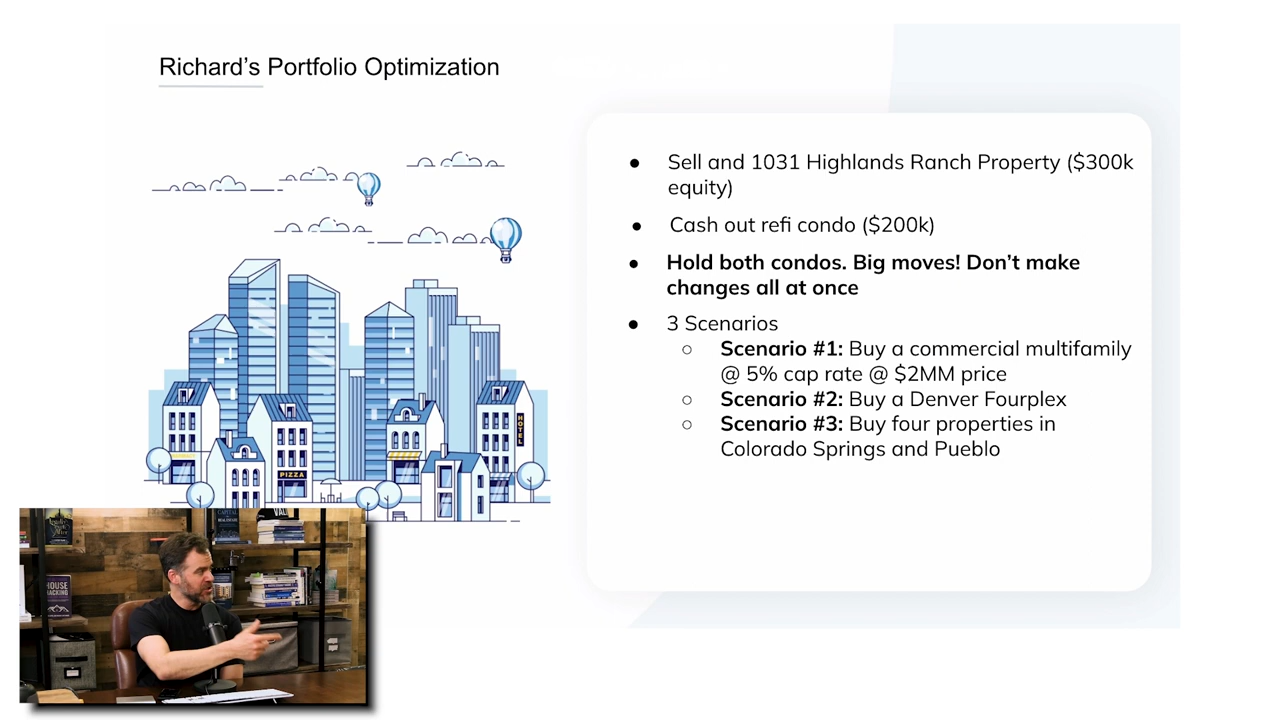 Richard's Portfolio Optimization
● Sell and 1031 Highlands Ranch Property ($300k
equity)
● Cash out refi condo ($200k)
● Hold both condos. Big moves! Don't make
changes all at once
● 3 Scenarios
○ Scenario #1: Buy a commercial multifamily
@ 5% cap rate @ $2MM price
○ Scenario #2: Buy a Denver Fourplex
○ Scenario #3: Buy four properties in
Colorado Springs and Pueblo
HOTEL
PIZZA
HOUSE
HACKING